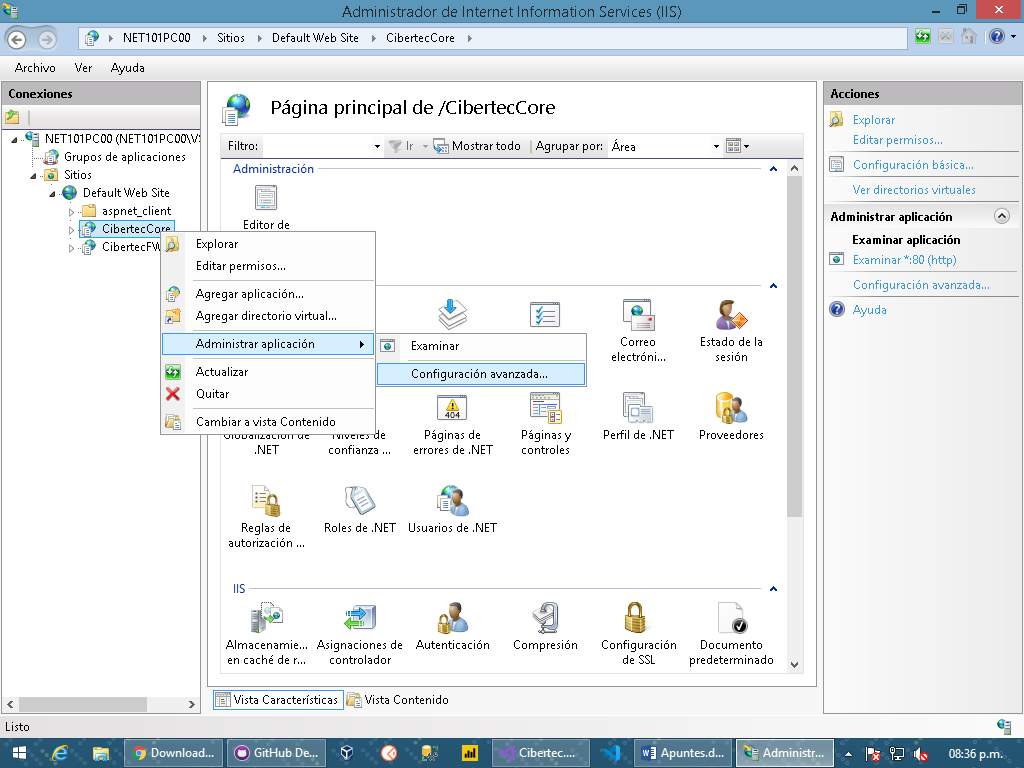 Administrador de Internet Information Services (IIS)
NET101PC00 Sitios Default Web Site CibertecCore
Archivo Ver Ayuda
Conexiones
NET101PC00 (NET101PC00\VS
Grupos de aplicaciones
Sitios
Default Web Site
aspnet_client
CibertecCore
CibertecFW
Explorar
Editar permisos...
Agregar aplicación...
Agregar directorio virtual...
Administrar aplicación
Actualizar
Quitar
Cambiar a vista Contenido
Examinar
Configuración avanzada...
Página principal de /CibertecCore
Filtro: Ir Mostrar todo Agrupar por: Área
Administración
Editor de
Correo
electróni...
Estado de la
sesión
Globalización de
.NET
Niveles de
confianza ...
404
Páginas de
errores de .NET
Páginas y
controles
Perfil de .NET
Proveedores
Reglas de
autorización ...
Roles de .NET
Usuarios de .NET
IIS
Almacenamie...
en caché de r...
Asignaciones de
controlador
Autenticación
Compresión
Configuración
de SSL
Documento
predeterminado
Vista Características Vista Contenido
Acciones
Explorar
Editar permisos...
Configuración básica...
Ver directorios virtuales
Administrar aplicación
Examinar aplicación
Examinar *:80 (http)
Configuración avanzada...
Ayuda
Listo
Download... GitHub De... Cibertec.... Apuntes.d... Administr... 08:36 p.m.